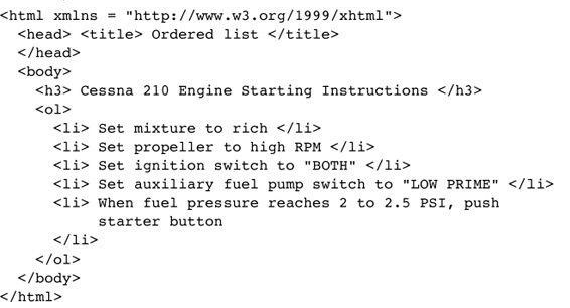 <html xmlns = "http://www.w3.org/1999/xhtml">
<head> <title> Ordered list </title>
</head>
<body>
<h3> Cessna 210 Engine Starting Instructions </h3>
<ol>
<li> Set mixture to rich </li>
<li> Set propeller to high RPM </li>
<li> Set ignition switch to "BOTH" </li>
<li> Set auxiliary fuel pump switch to "LOW PRIME" </li>
<li> When fuel pressure reaches 2 to 2.5 PSI, push
starter button
</li>
</ol>
</body>
</html>